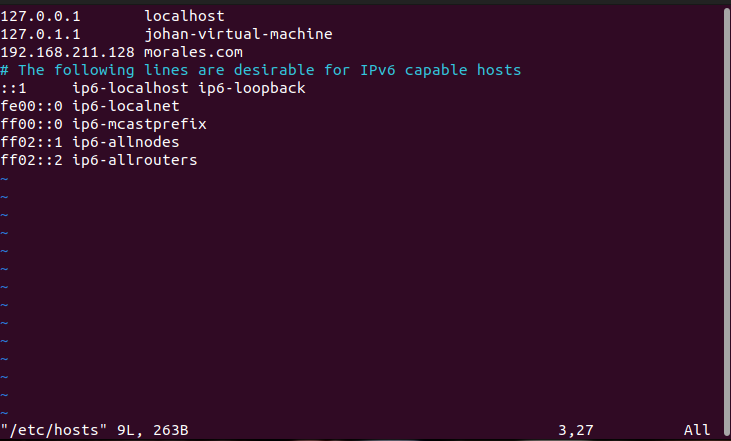 127.0.0.1       localhost
127.0.1.1       johan-virtual-machine
192.168.211.128 morales.com
# The following lines are desirable for IPv6 capable hosts
::1     ip6-localhost ip6-loopback
fe00::0 ip6-localnet
ff00::0 ip6-mcastprefix
ff02::1 ip6-allnodes
ff02::2 ip6-allrouters
~
~
~
~
~
~
~
~
~
~
~
~
~
~
"/etc/hosts" 9L, 263B                                         3,27          All